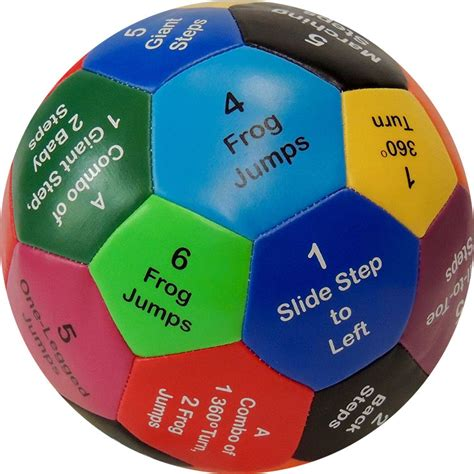 5
Giant
Steps
5
Marching
Steps
4
Frog
Jumps
1
360°
Turn
A
Combo of
1 Giant Step,
2 Baby
Steps
6
Frog
Jumps
1
Slide Step
to
Left
-to-Toe
Steps
5
One-Legged
Jumps
A
Combo of
1 360°Turn,
2 Frog
Jumps
2
Back
Steps